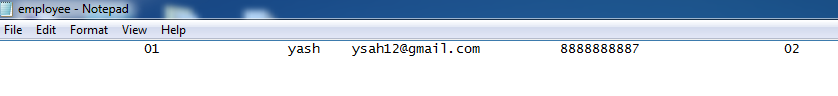 employee - Notepad
File Edit Format View Help
01 yash ysah12@gmail.com 8888888887 02